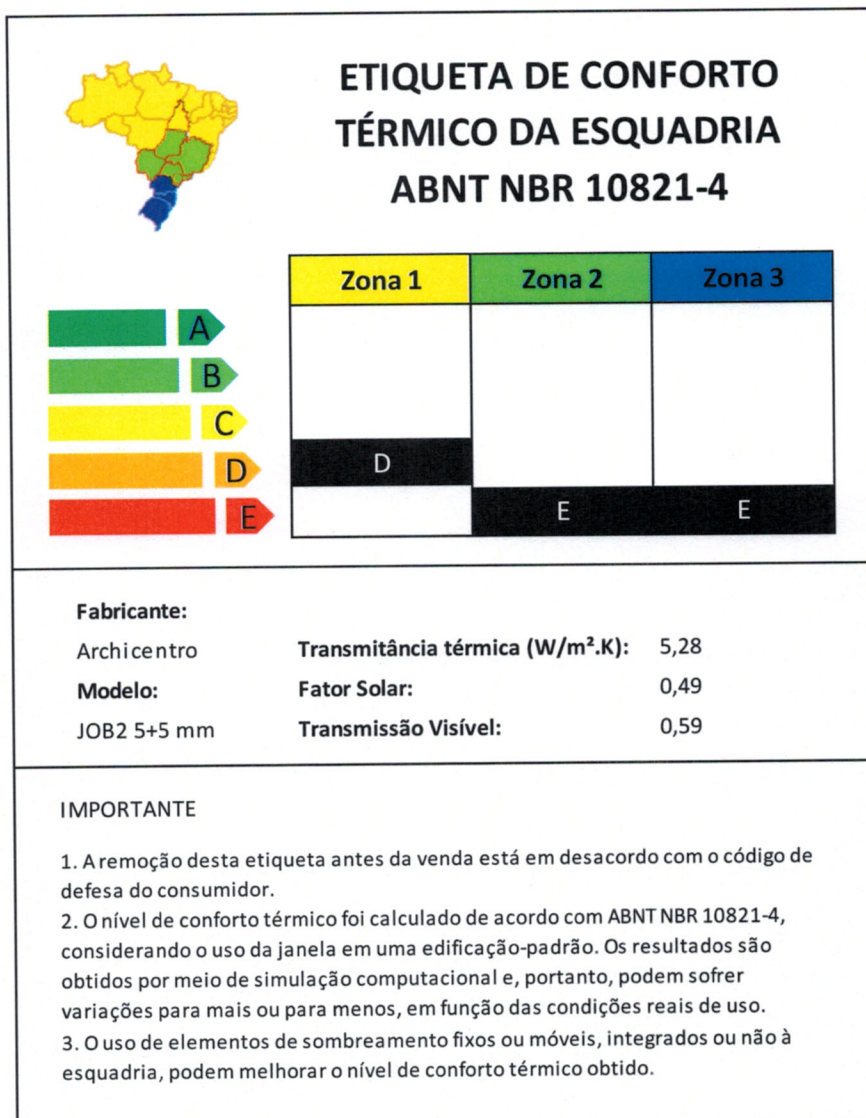 ETIQUETA DE CONFORTO
TÉRMICO DA ESQUADRIA
ABNT NBR 10821-4
Zona 1 Zona 2 Zona 3
A
B
C
D D
E E E
Fabricante:
Archicentro Transmitância térmica (W/m².K): 5,28
Modelo: Fator Solar: 0,49
JOB2 5+5 mm Transmissão Visível: 0,59
IMPORTANTE
1. A remoção desta etiqueta antes da venda está em desacordo com o código de
defesa do consumidor.
2. O nível de conforto térmico foi calculado de acordo com ABNT NBR 10821-4,
considerando o uso da janela em uma edificação-padrão. Os resultados são
obtidos por meio de simulação computacional e, portanto, podem sofrer
variações para mais ou para menos, em função das condições reais de uso.
3. O uso de elementos de sombreamento fixos ou móveis, integrados ou não à
esquadria, podem melhorar o nível de conforto térmico obtido.